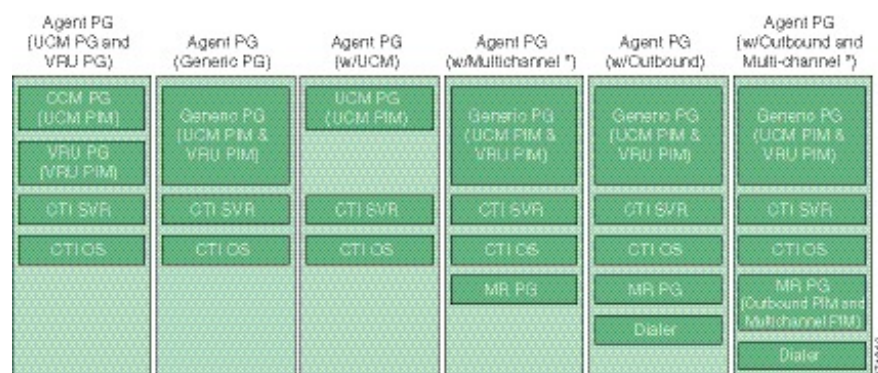 Agent PG
(UCM PG and
VRU PG)
Agent PG
(Generic PG)
Agent PG
(w/UCM)
Agent PG
(w/Multichannel *)
Agent PG
(w/Outbound)
Agent PG
(w/Outbound and
Multi-channel *)
CCM PG
(UCM PIM)
VRU PG
(VRU PIM)
CTI SVR
CTI OS
Generic PG
(UCM PIM &
VRU PIM)
CTI SVR
CTI OS
UCM PG
(UCM PIM)
CTI SVR
CTI OS
Generic PG
(UCM PIM &
VRU PIM)
CTI SVR
CTI OS
MR PG
Generic PG
(UCM PIM &
VRU PIM)
CTI SVR
CTI OS
MR PG
Dialer
Generic PG
(UCM PIM &
VRU PIM)
CTI SVR
CTI OS
MR PG
(Outbound PIM and
Multichannel PIM)
Dialer